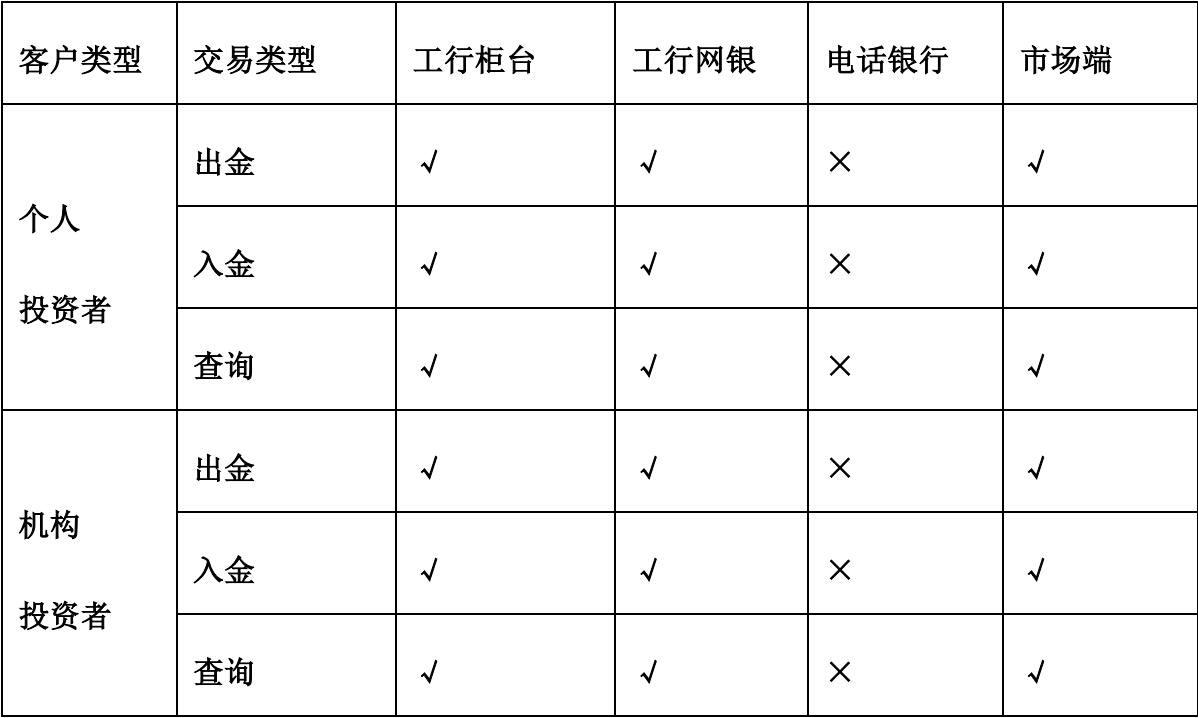 客户类型 交易类型 工行柜台 工行网银 电话银行 市场端
个人
投资者
出金 √ √ × √
入金 √ √ × √
查询 √ √ × √
机构
投资者
出金 √ √ × √
入金 √ √ × √
查询 √ √ × √